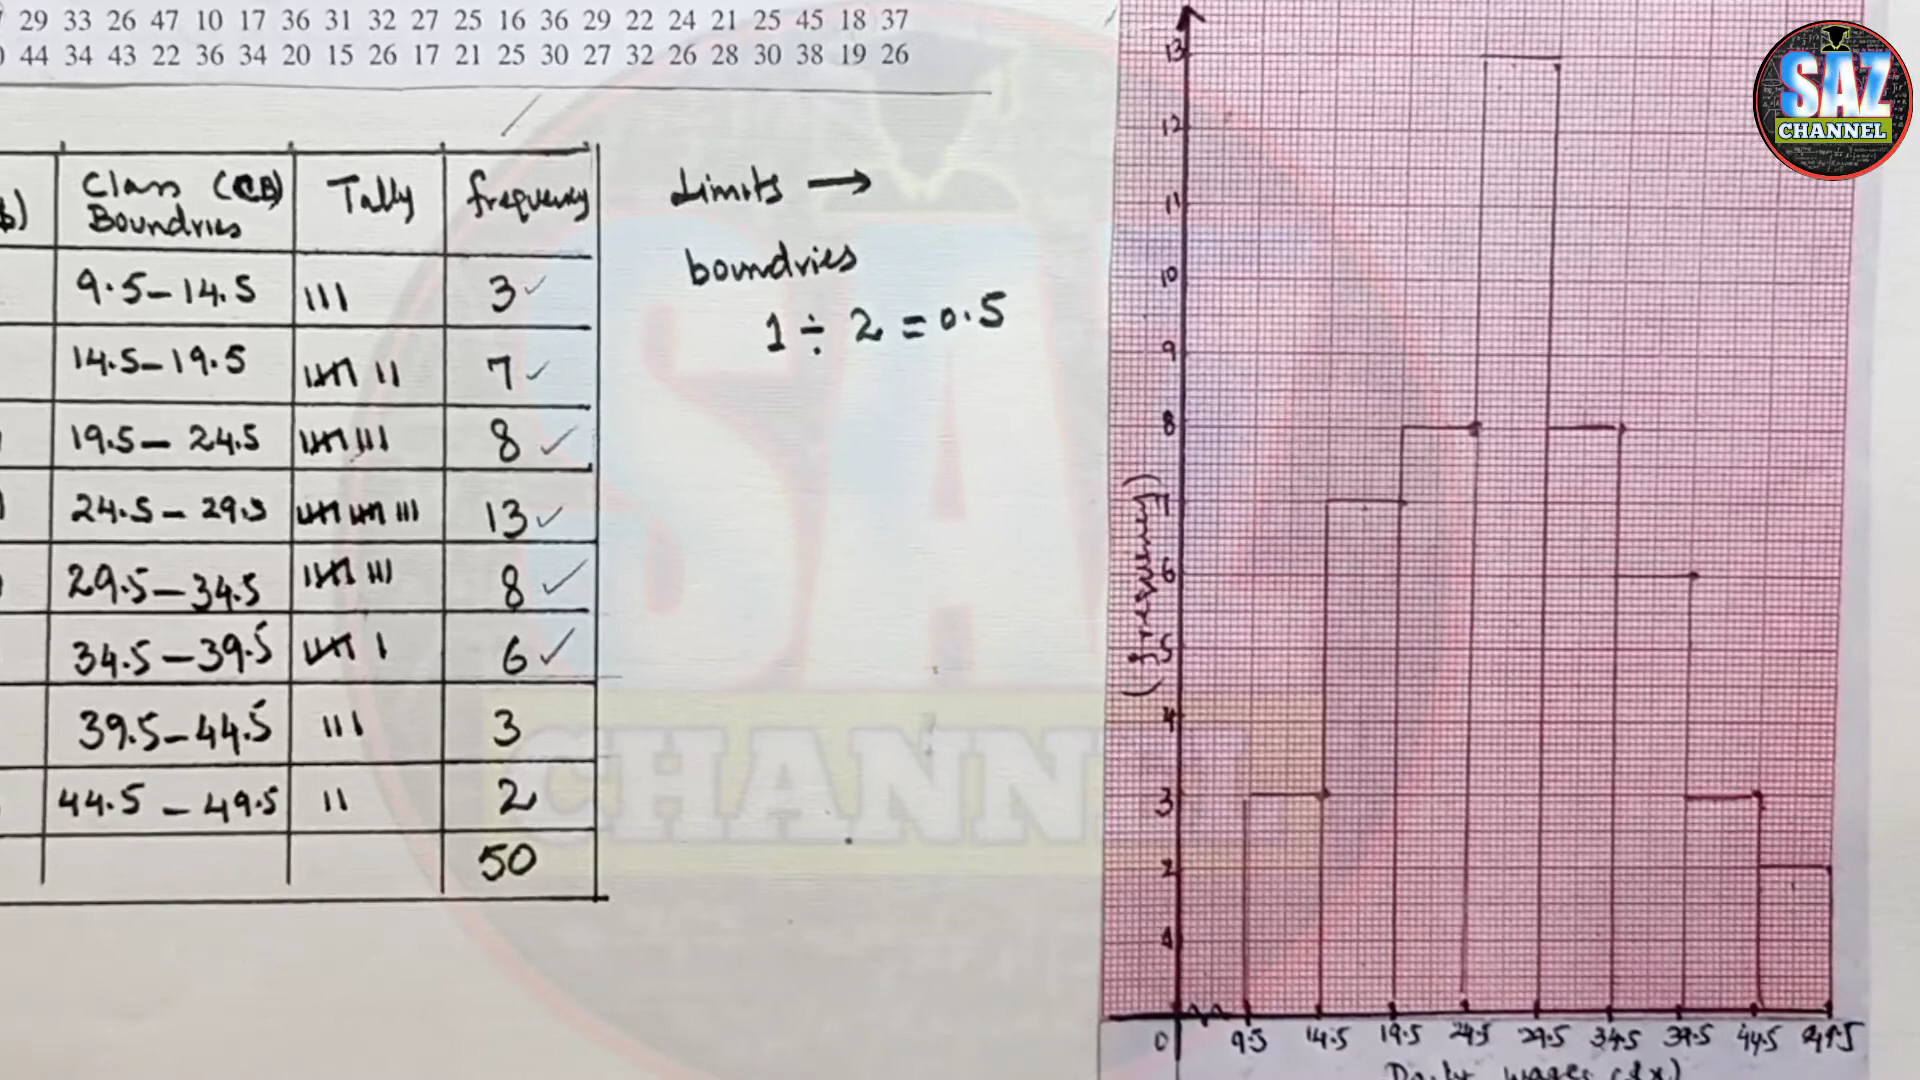 29 33 26 47 10 17 36 31 32 27 25 16 36 29 22 24 21 25 45 18 37
44 34 43 22 36 34 20 15 26 17 21 25 30 27 32 26 28 30 38 19 26
SAZ
CHANNEL
Class (CB)
Boundries
Tally
frequency
9.5-14.5 3
14.5-19.5 7
19.5-24.5 8
24.5-29.5 13
29.5-34.5 8
34.5-39.5 6
39.5-44.5 3
44.5-49.5 2
50
Limits →
boundries
1 ÷ 2 = 0.5
13
12
11
10
9
8
7
6
5
4
3
2
1
0
(frequency)
9.5 14.5 19.5 24.5 29.5 34.5 39.5 44.5 49.5
Daily wages
SAZ
CHANNEL